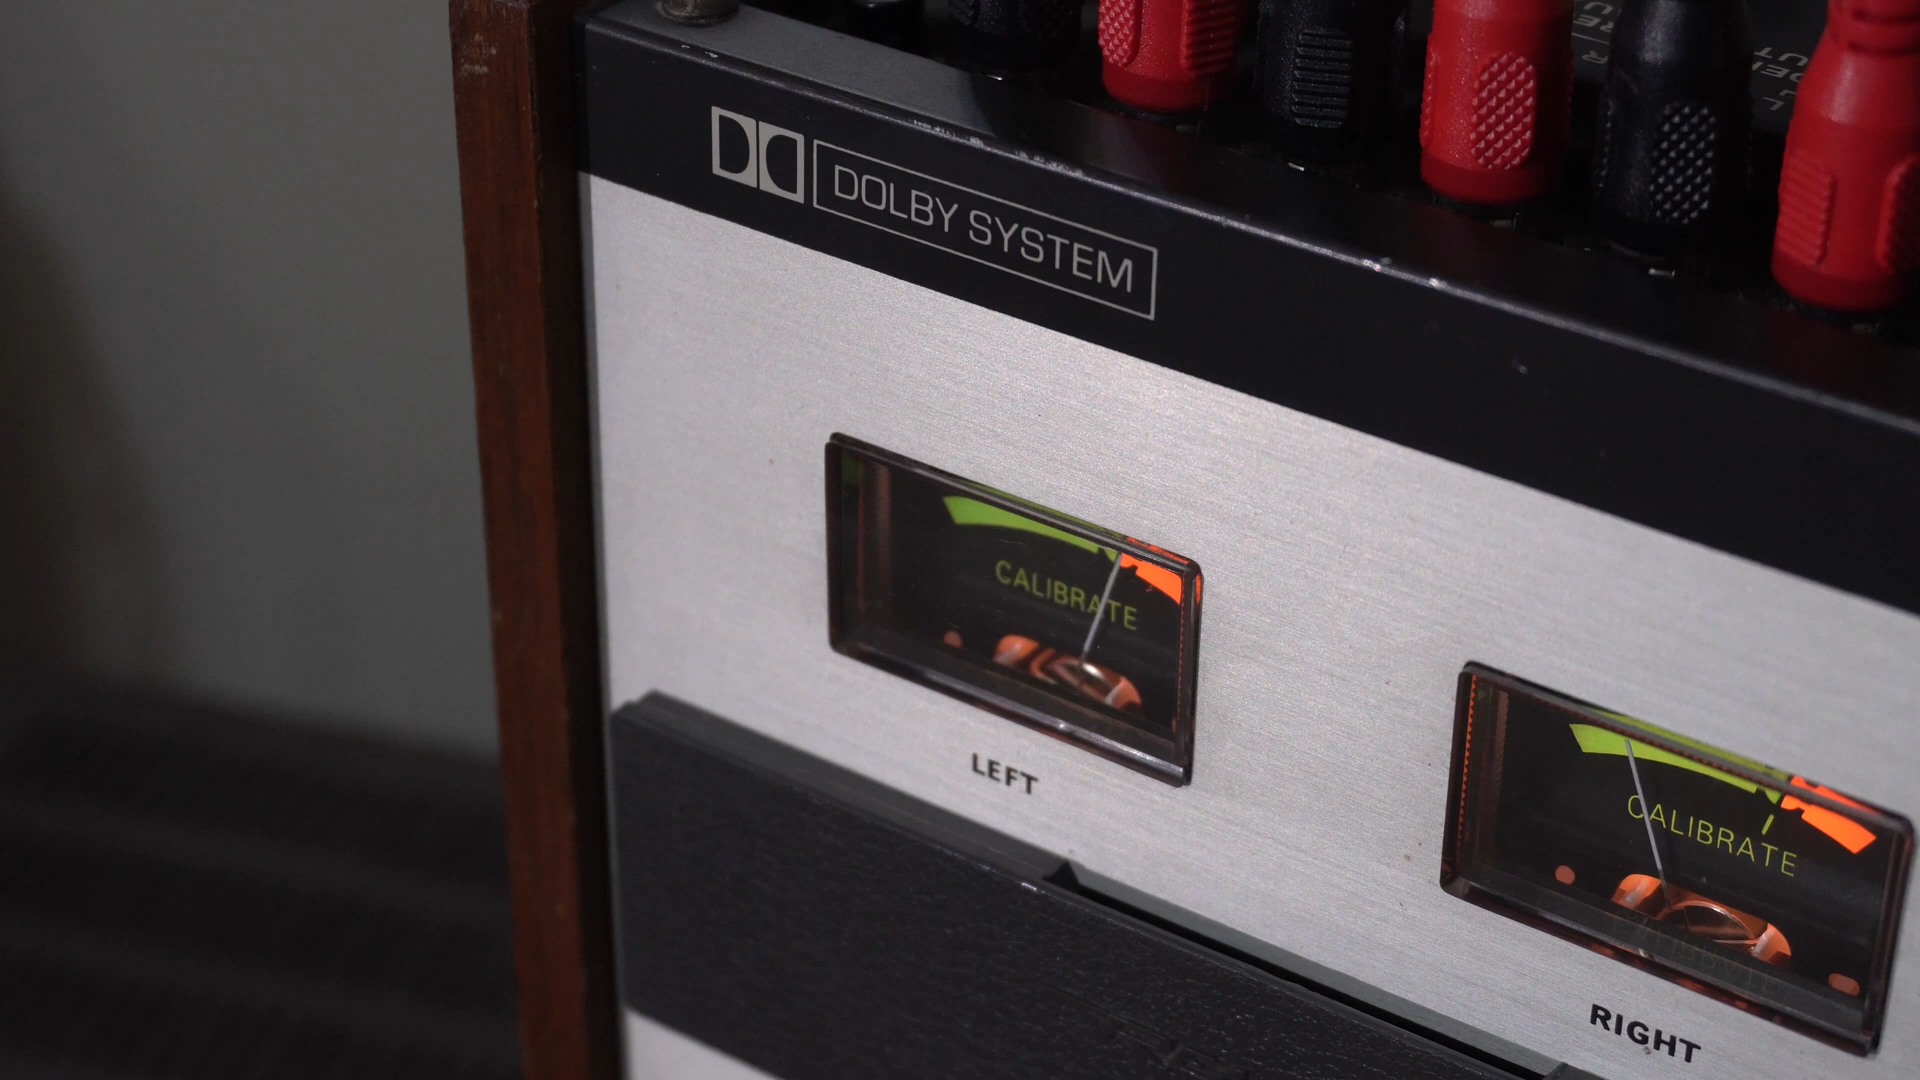 DOLBY SYSTEM
CALIBRATE
LEFT
CALIBRATE
RIGHT